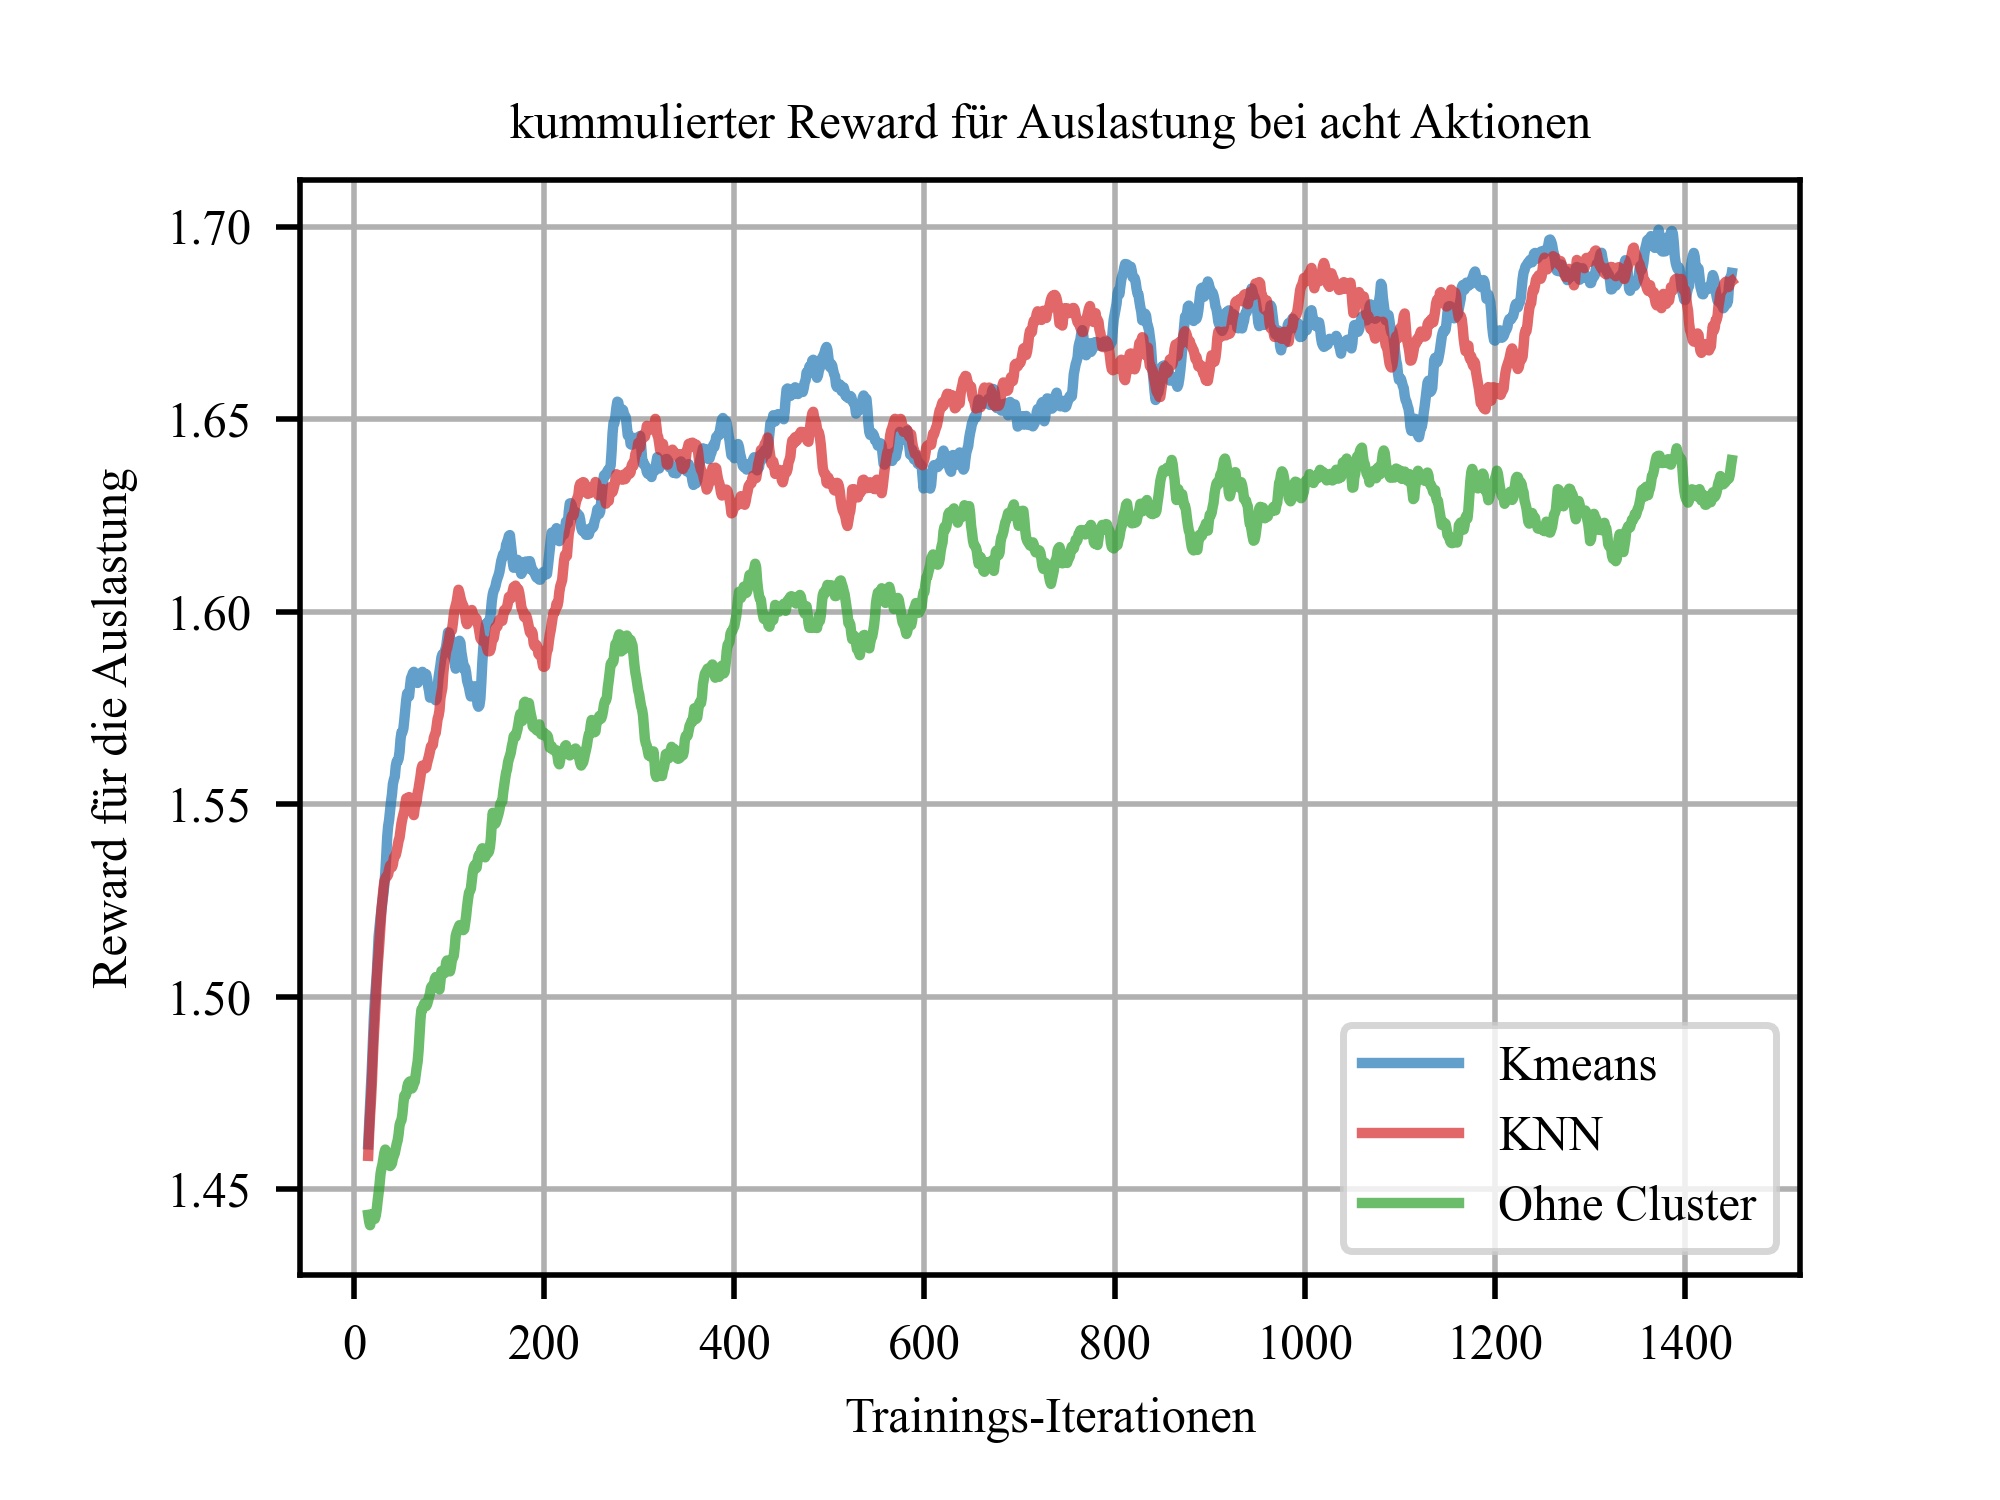 kummulierter Reward für Auslastung bei acht Aktionen
Reward für die Auslastung
1.70
1.65
1.60
1.55
1.50
1.45
0 200 400 600 800 1000 1200 1400
Trainings-Iterationen
Kmeans
KNN
Ohne Cluster